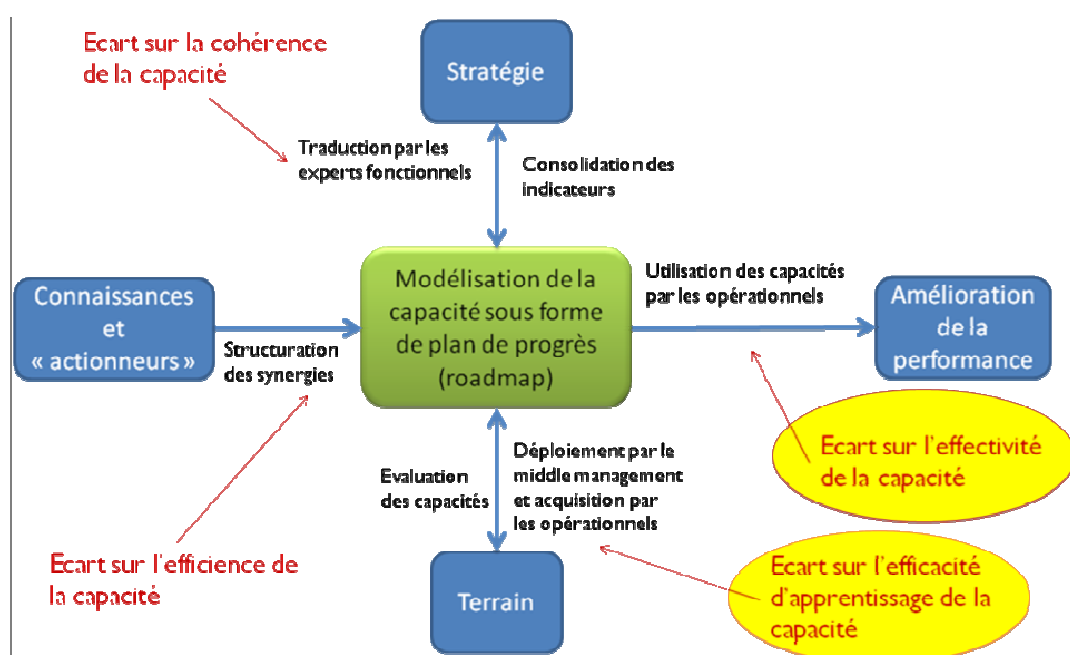 Ecart sur la cohérence
de la capacité
Stratégie
Traduction par les
experts fonctionnels
Consolidation des
indicateurs
Connaissances
et
« actionneurs »
Structuration
des synergies
Modélisation de la
capacité sous forme
de plan de progrès
(roadmap)
Utilisation des capacités
par les opérationnels
Amélioration
de la
performance
Ecart sur l'effectivité
de la capacité
Evaluation
des capacités
Déploiement par le
middle management
et acquisition par
les opérationnels
Ecart sur l'efficience de
la capacité
Terrain
Ecart sur l'efficacité
d'apprentissage de la
capacité